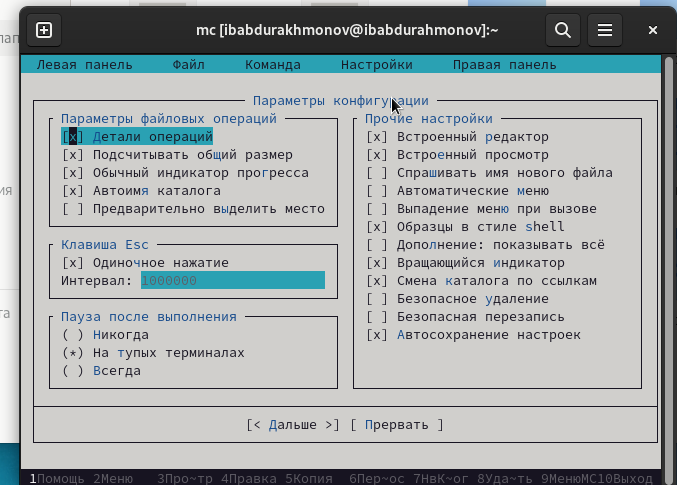 mc [ibabdurakhmonov@ibabdurahmonov]:~
Левая панель Файл Команда Настройки Правая панель
Параметры конфигурации
Параметры файловых операций
[x] Детали операций
[x] Подсчитывать общий размер
[x] Обычный индикатор прогресса
[x] Автоимя каталога
[ ] Предварительно выделить место
Клавиша Esc
[x] Одиночное нажатие
Интервал: 1000000
Пауза после выполнения
( ) Никогда
(*) На тупых терминалах
( ) Всегда
Прочие настройки
[x] Встроенный редактор
[x] Встроенный просмотр
[ ] Спрашивать имя нового файла
[ ] Автоматические меню
[ ] Выпадение меню при вызове
[x] Образцы в стиле shell
[ ] Дополнение: показывать всё
[x] Вращающийся индикатор
[x] Смена каталога по ссылкам
[ ] Безопасное удаление
[ ] Безопасная перезапись
[x] Автосохранение настроек
[< Дальше >] [ Прервать ]
1Помощь 2Меню 3Про~тр 4Правка 5Копия 6Пер~ос 7НвК~ог 8Уда~ть 9МенюMC10Выход